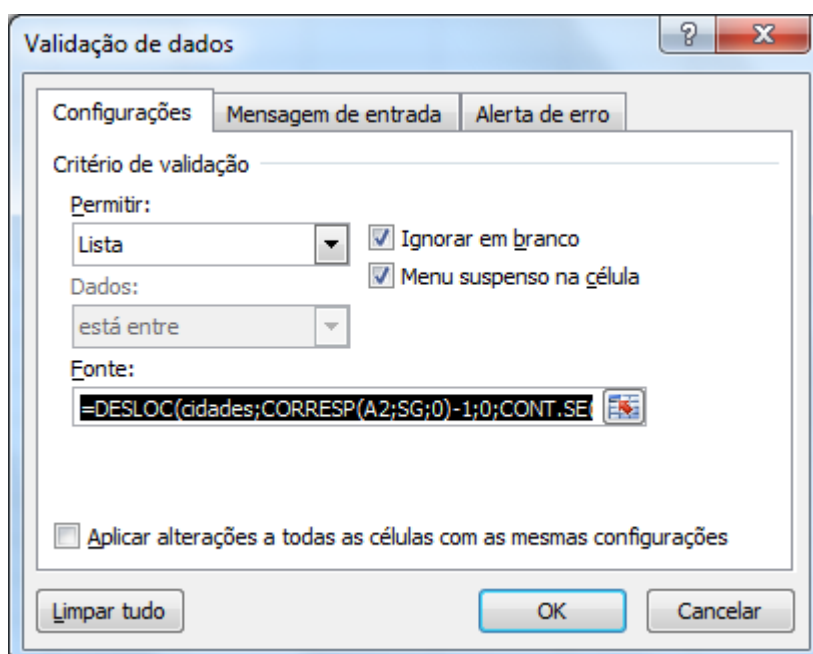 Validação de dados
Configurações Mensagem de entrada Alerta de erro
Critério de validação
Permitir:
Lista
Ignorar em branco
Menu suspenso na célula
Dados:
está entre
Fonte:
=DESLOC(cidades;CORRESP(A2;SG;0)-1;0;CONT.SE(
Aplicar alterações a todas as células com as mesmas configurações
Limpar tudo OK Cancelar